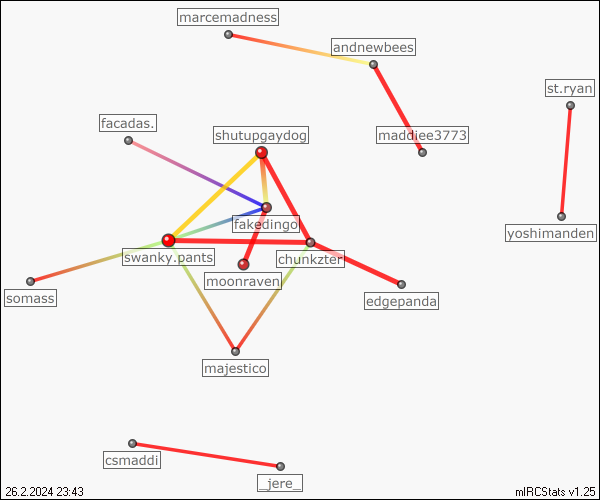 marcemadness
andnewbees
st.ryan
facadas.
shutupgaydog
maddiee3773
fakedingo
yoshimanden
swanky.pants
chunkzter
moonraven
somass
edgepanda
majestico
csmaddi
_jere_
26.2.2024 23:43
mIRCStats v1.25